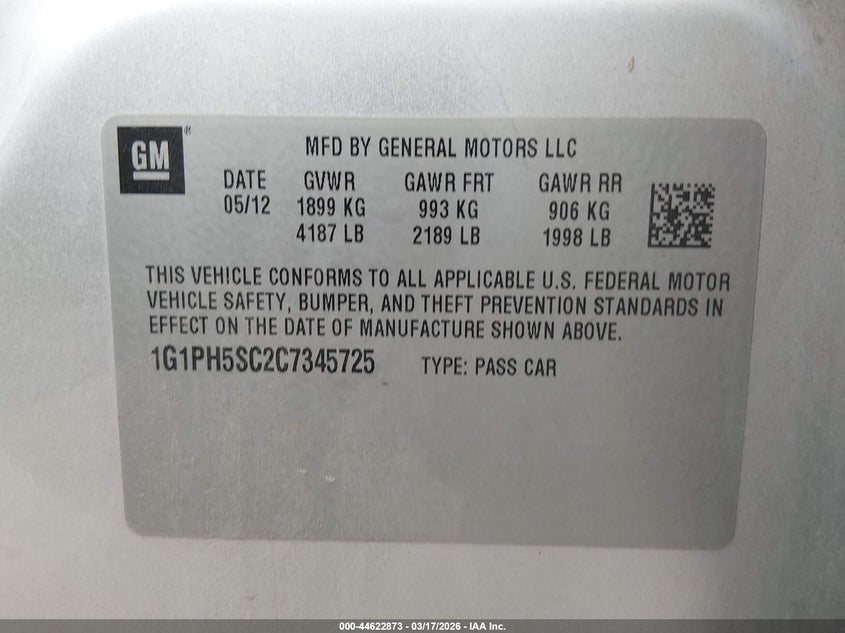 GM
®
MFD BY GENERAL MOTORS LLC
DATE GVWR GAWR FRT GAWR RR
05/12 1899 KG 993 KG 906 KG
4187 LB 2189 LB 1998 LB
THIS VEHICLE CONFORMS TO ALL APPLICABLE U.S. FEDERAL MOTOR
VEHICLE SAFETY, BUMPER, AND THEFT PREVENTION STANDARDS IN
EFFECT ON THE DATE OF MANUFACTURE SHOWN ABOVE.
1G1PH5SC2C7345725 TYPE: PASS CAR
000-44622873 - 03/17/2026 - IAA Inc.